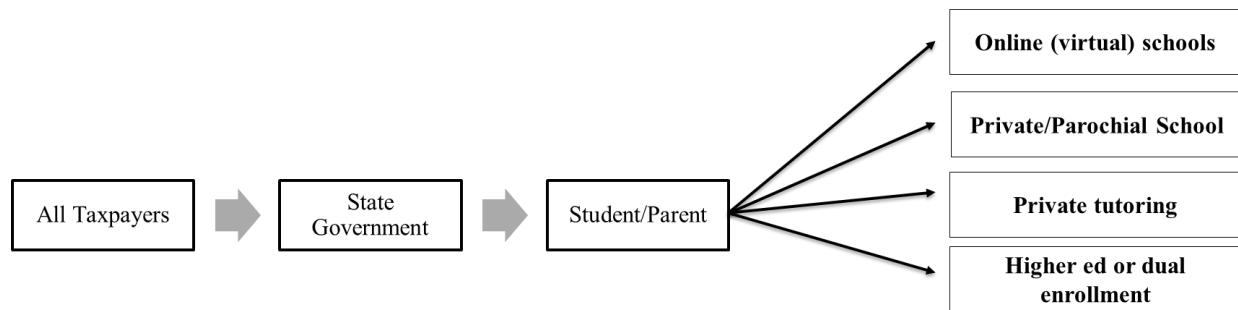 All Taxpayers
State
Government
Student/Parent
Online (virtual) schools
Private/Parochial School
Private tutoring
Higher ed or dual
enrollment